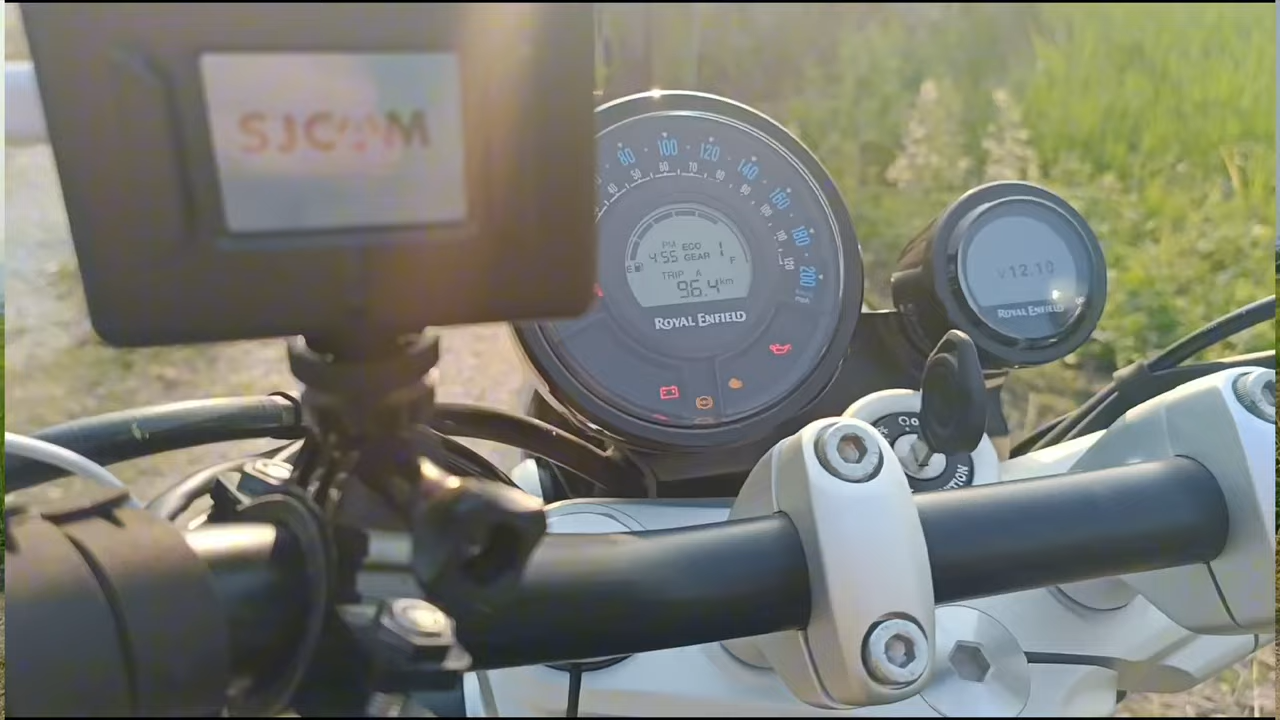 SJCAM
80 100 120 140 160 180 200
40 50 60 70 80 90 100 110 120
PM ECO
4:55 GEAR 1
E F
TRIP A
96.4 km
ROYAL ENFIELD
ABS
V12.10
ROYAL ENFIELD